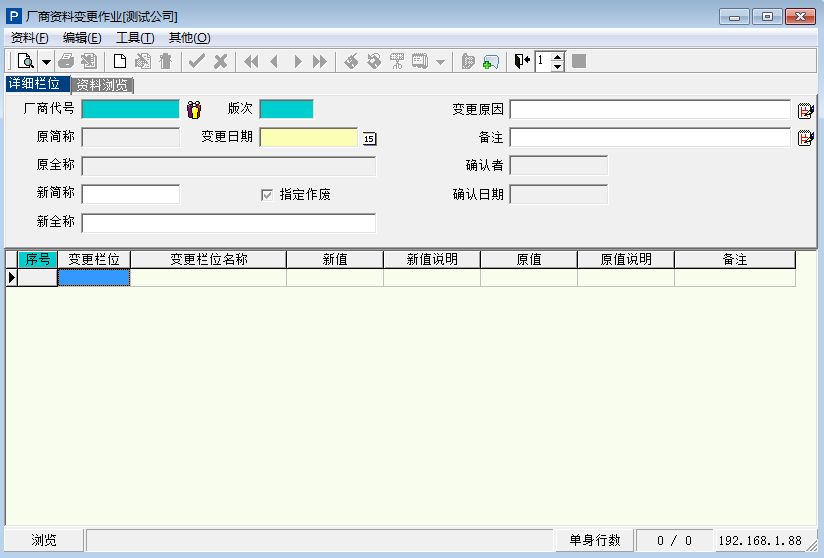 P 厂商资料变更作业[测试公司]
资料(F) 编辑(E) 工具(T) 其他(O)
1
详细栏位 资料浏览
厂商代号 版次 变更原因
原简称 变更日期 15 备注
原全称 确认者
新简称 指定作废 确认日期
新全称
序号 变更栏位 变更栏位名称 新值 新值说明 原值 原值说明 备注
浏览 单身行数 0 / 0 192.168.1.88